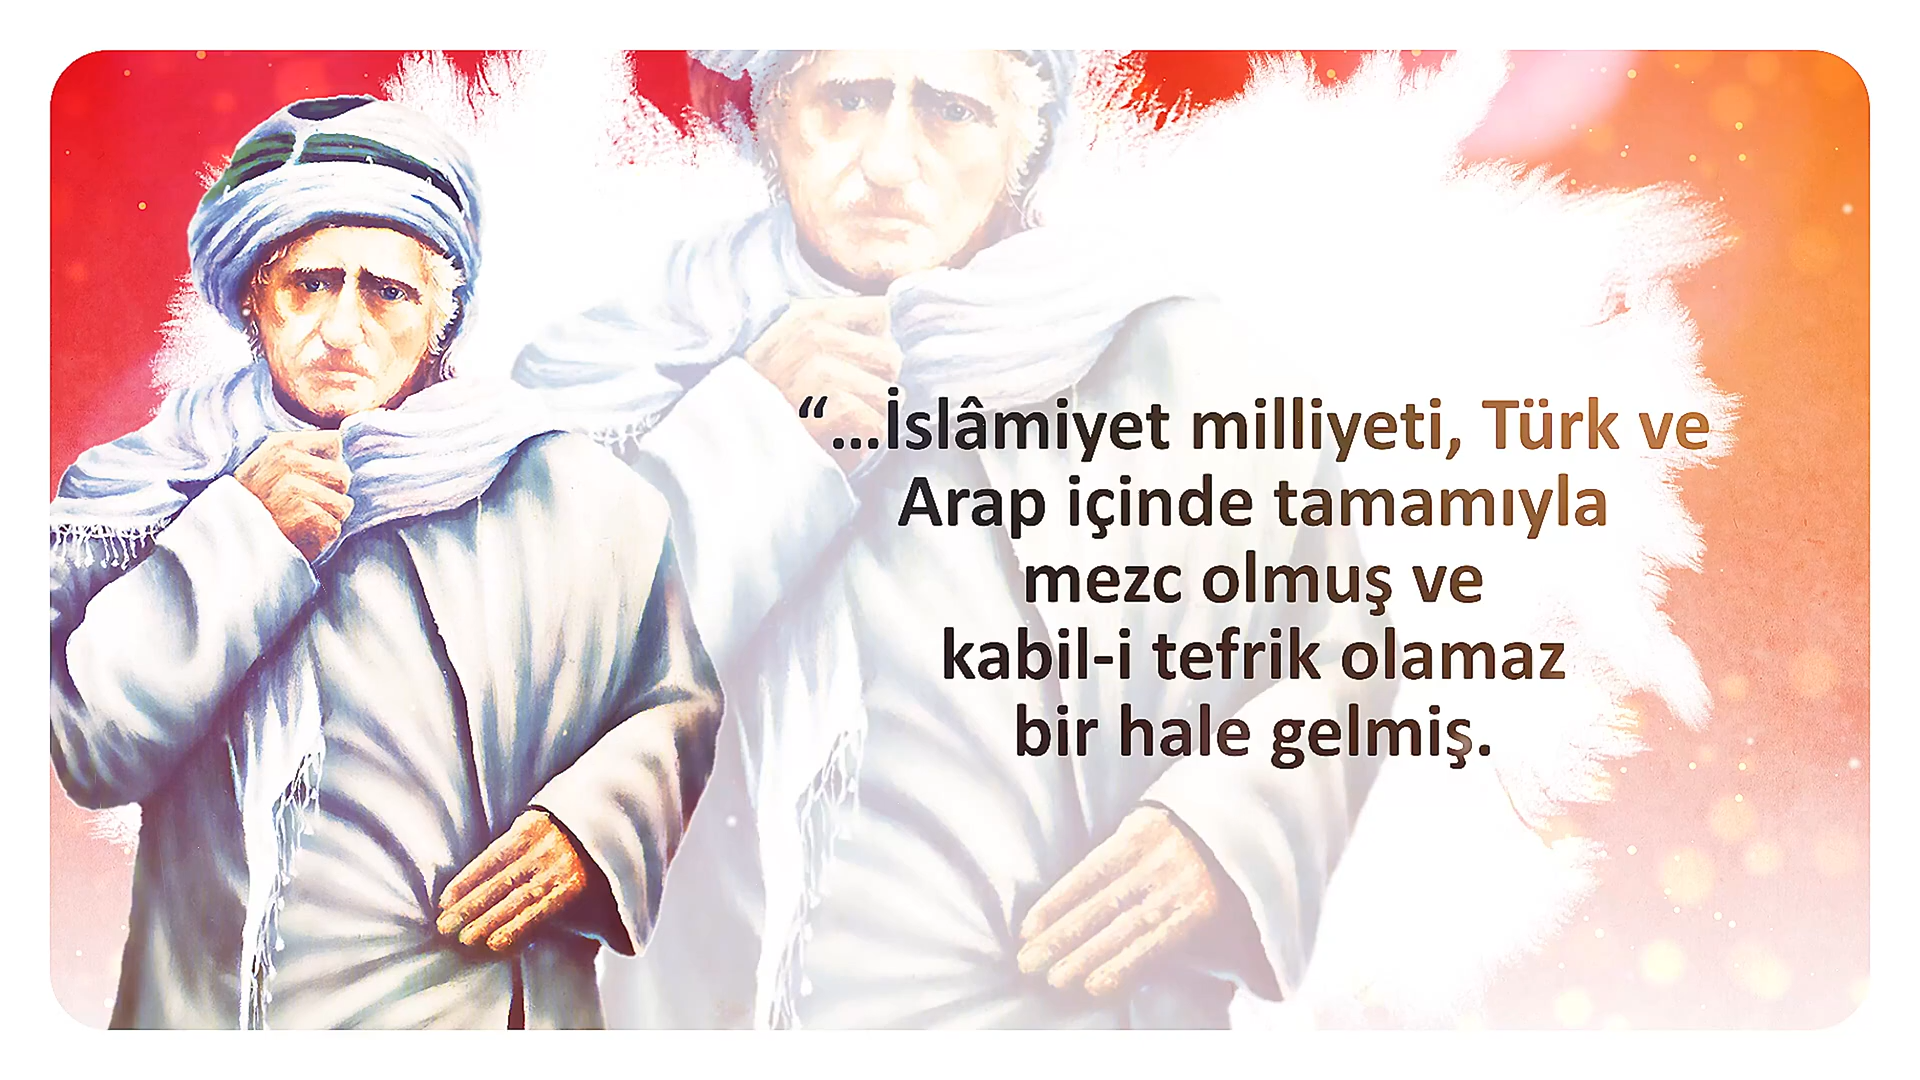 “...İslâmiyet milliyeti, Türk ve
Arap içinde tamamıyla
mezc olmuş ve
kabil-i tefrik olamaz
bir hale gelmiş.